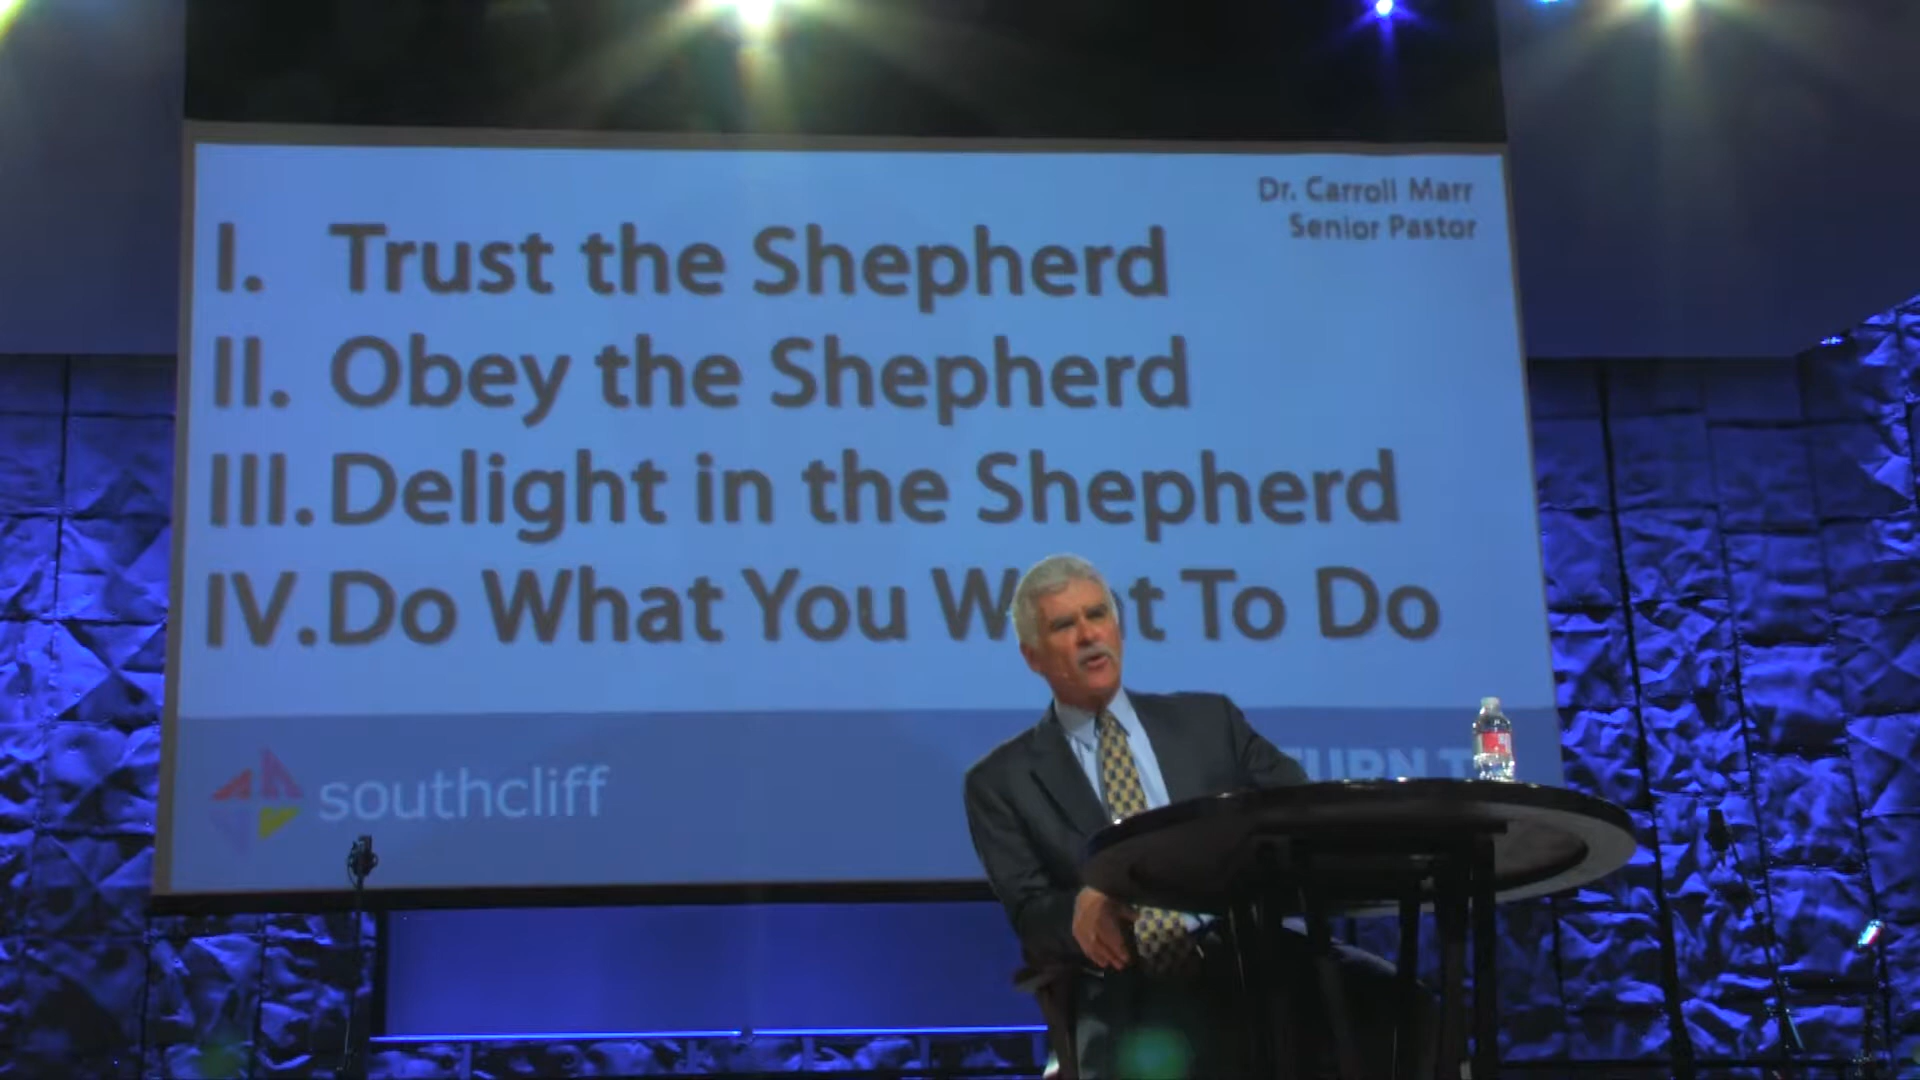 Dr. Carroll Marr
Senior Pastor
I. Trust the Shepherd
II. Obey the Shepherd
III. Delight in the Shepherd
IV. Do What You To Do
southcliff